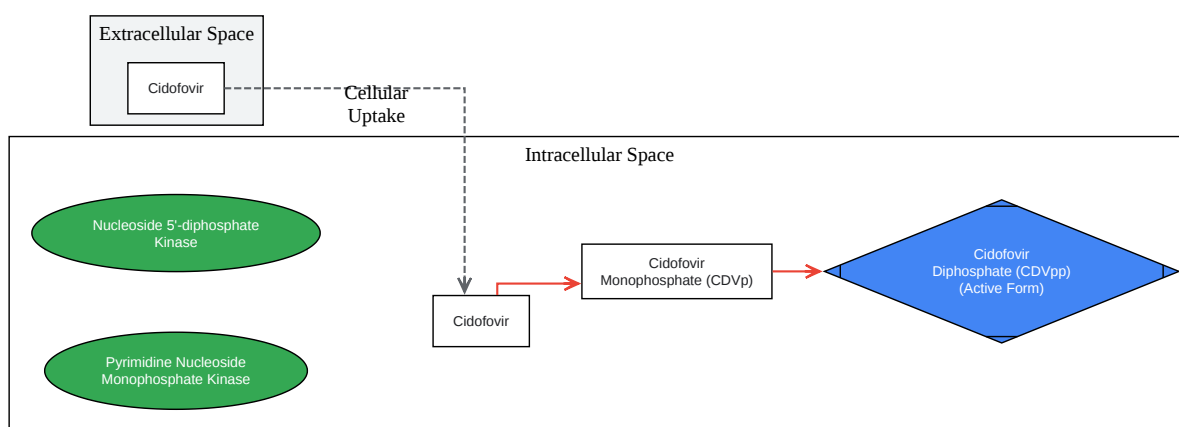 Extracellular Space
Cidofovir
Cellular
Uptake
Intracellular Space
Nucleoside 5'-diphosphate
Kinase
Cidofovir
Monophosphate (CDVp)
Cidofovir
Diphosphate (CDVpp)
(Active Form)
Cidofovir
Pyrimidine Nucleoside
Monophosphate Kinase